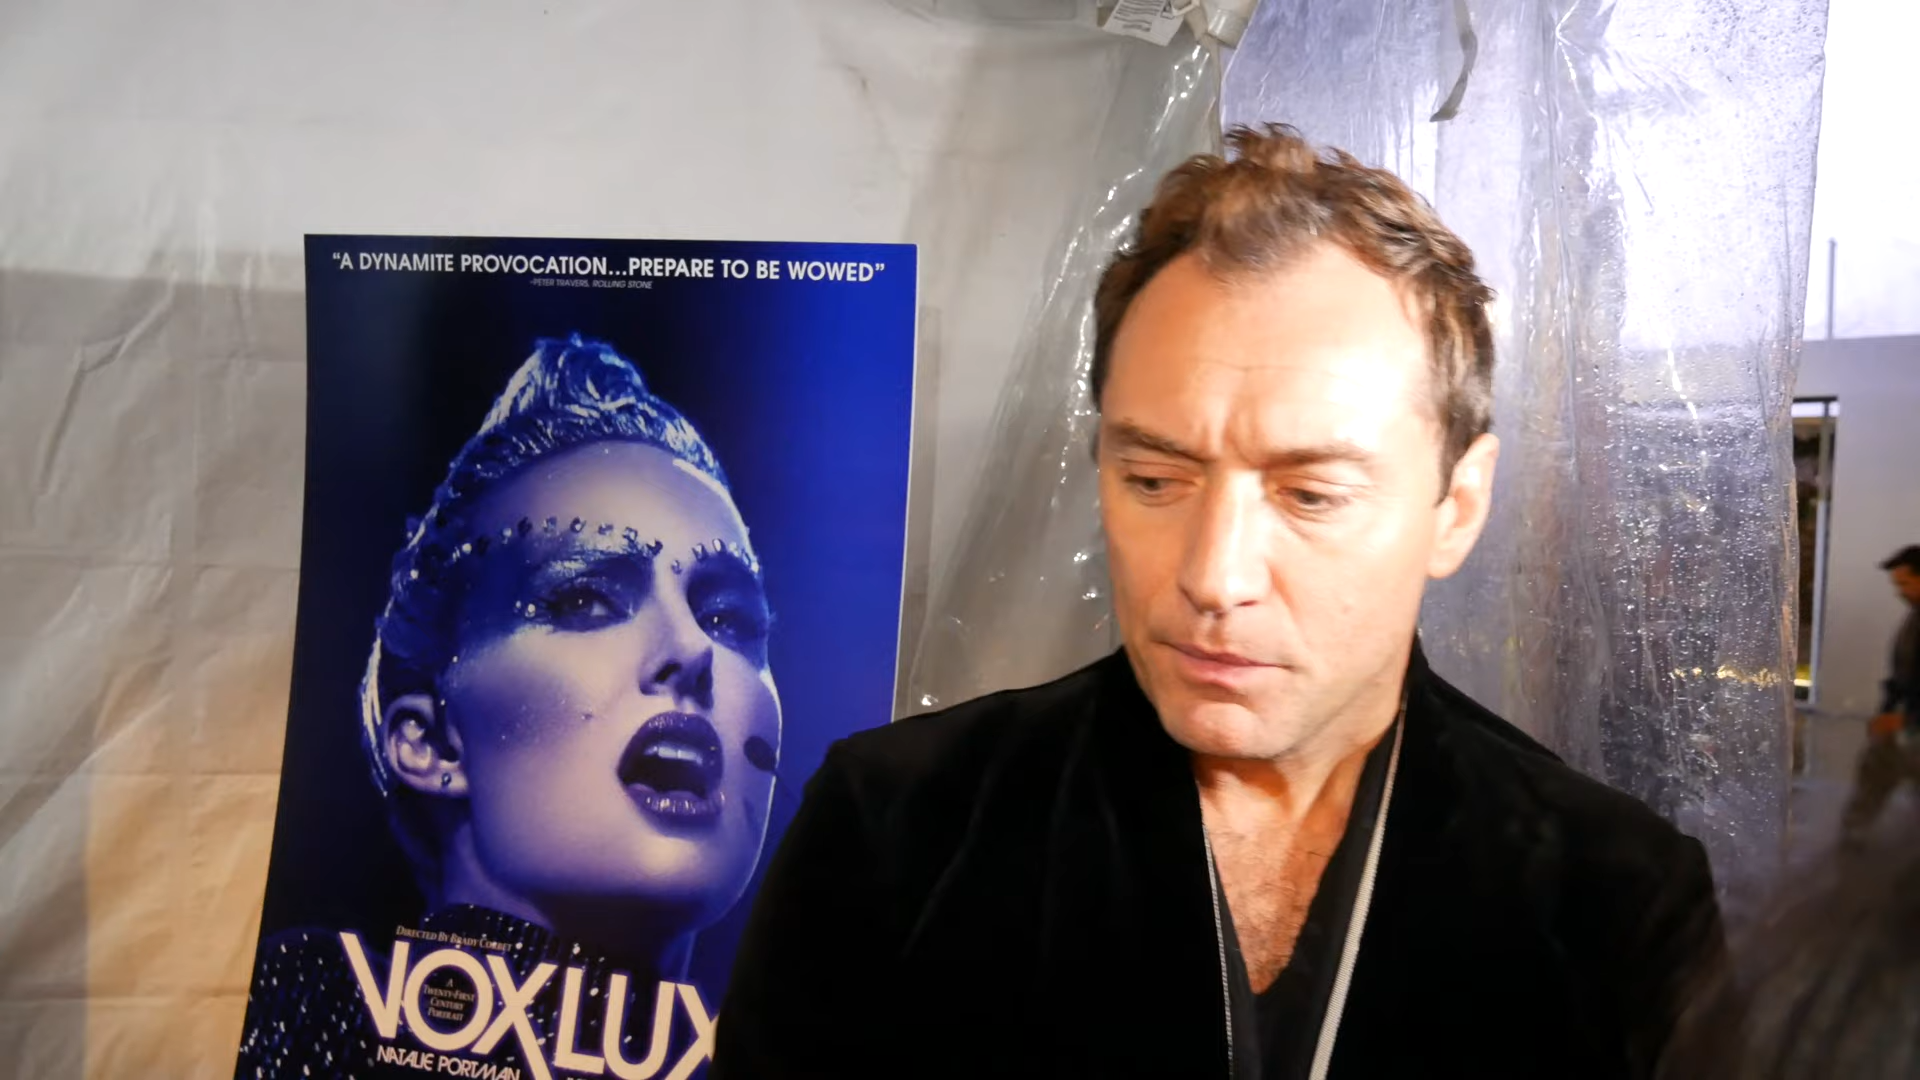 “A DYNAMITE PROVOCATION...PREPARE TO BE WOWED”
-PETER TRAVERS, ROLLING STONE
DIRECTED BY BRADY CORBET
VOX LUX
A
TWENTY-FIRST
CENTURY
PORTRAIT
NATALIE PORTMAN